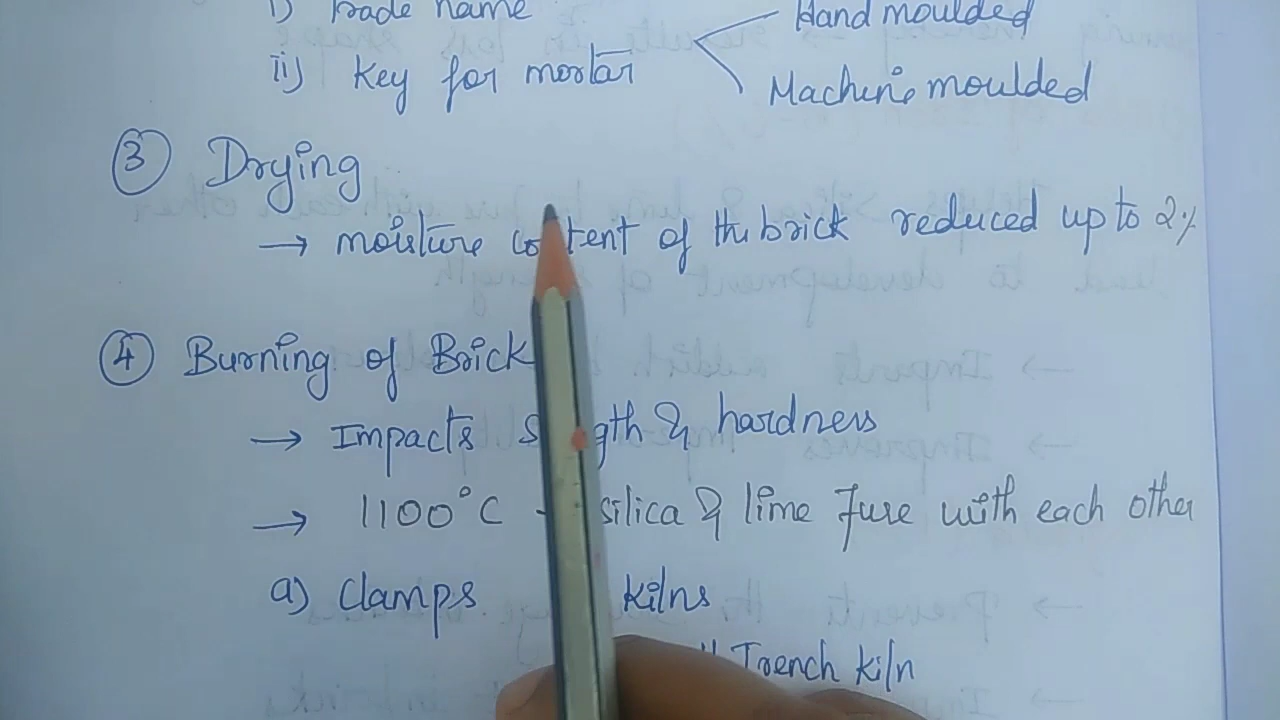 i) Trade name
Hand moulded
ii) Key for mortar
Machine moulded
③ Drying
→ moisture content of the brick reduced up to 2%
④ Burning of Brick
→ Impacts strength & hardness
→ 1100°C - silica & lime fuse with each other
a) Clamps
kilns
Trench kiln